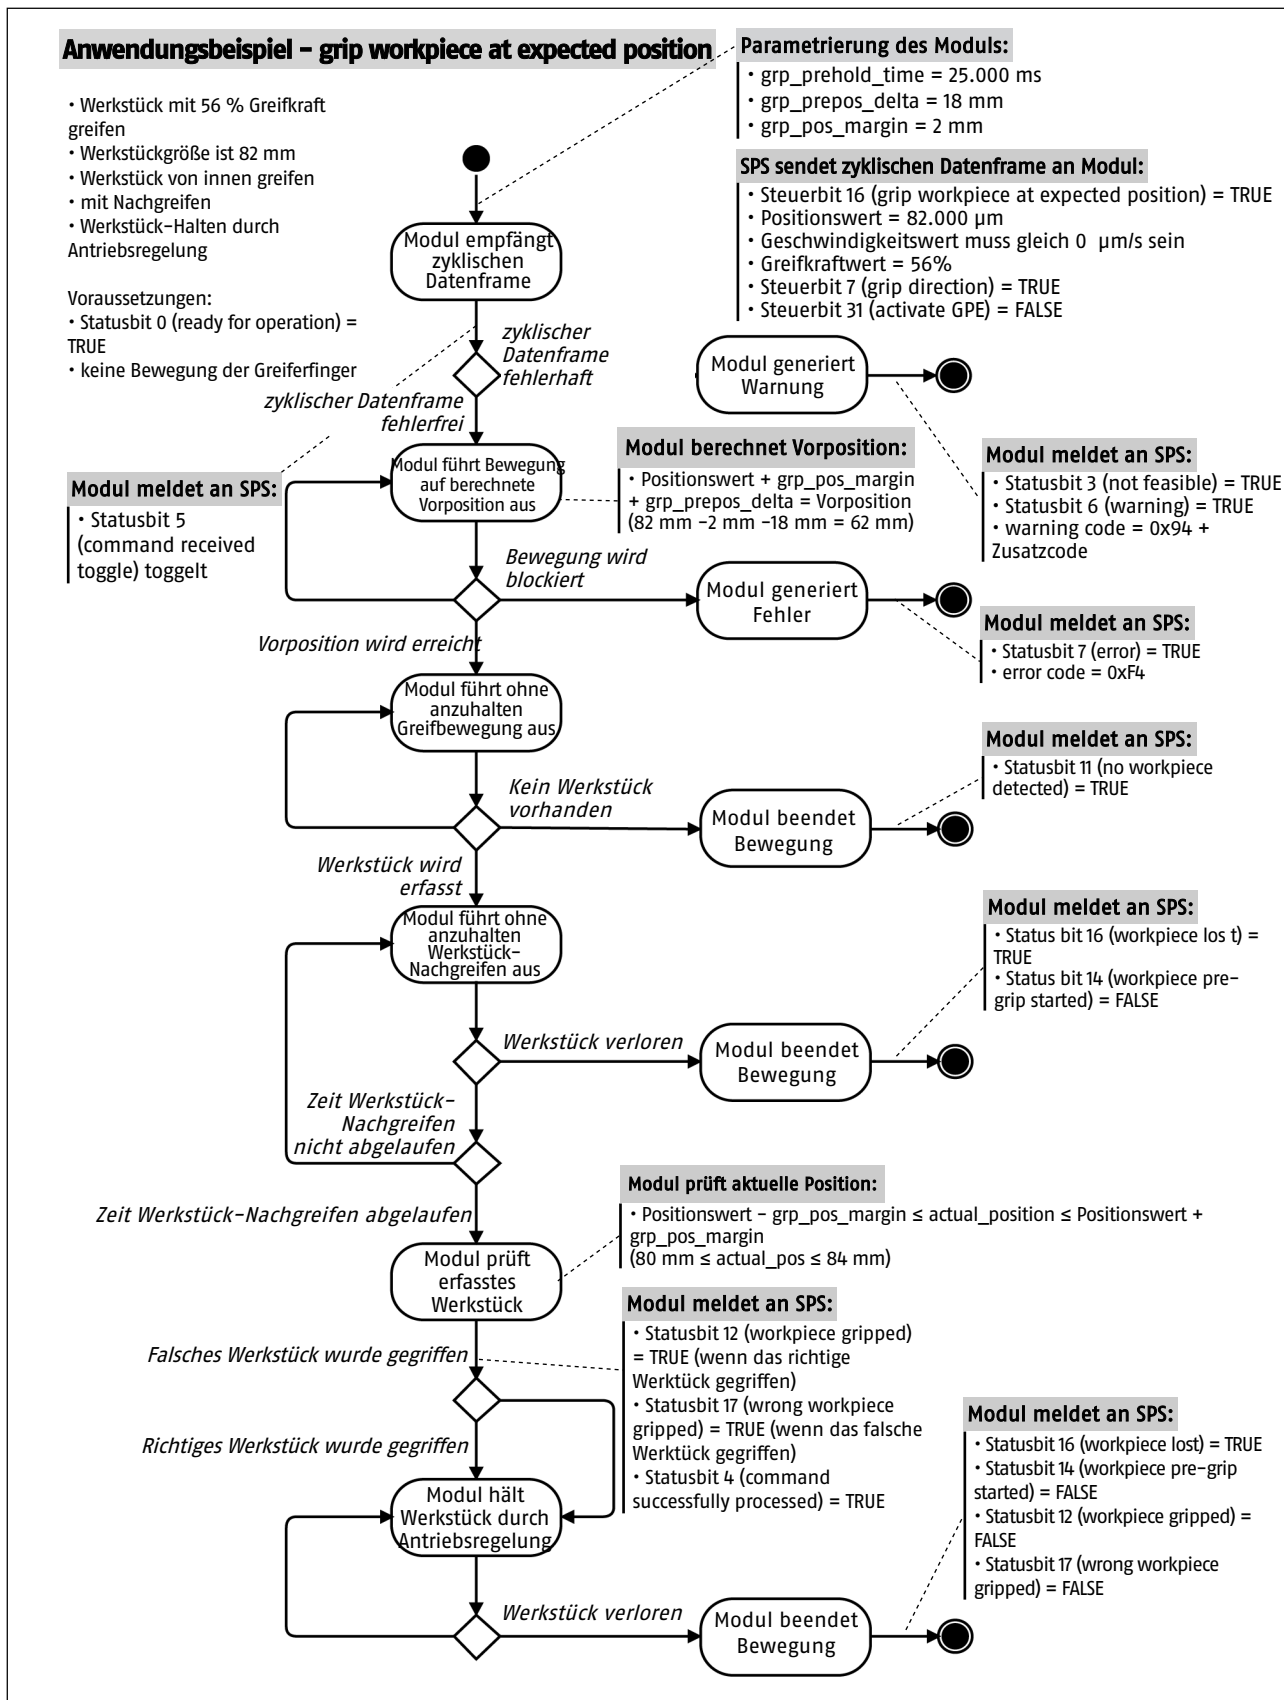 Anwendungsbeispiel – grip workpiece at expected position
• Werkstück mit 56 % Greifkraft
greifen
• Werkstückgröße ist 82 mm
• Werkstück von innen greifen
• mit Nachgreifen
• Werkstück–Halten durch
Antriebsregelung
Voraussetzungen:
• Statusbit 0 (ready for operation) =
TRUE
• keine Bewegung der Greiferfinger
Parametrierung des Moduls:
• grp_prehold_time = 25.000 ms
• grp_prepos_delta = 18 mm
• grp_pos_margin = 2 mm
SPS sendet zyklischen Datenframe an Modul:
• Steuerbit 16 (grip workpiece at expected position) = TRUE
• Positionswert = 82.000 µm
• Geschwindigkeitswert muss gleich 0 µm/s sein
• Greifkraftwert = 56%
• Steuerbit 7 (grip direction) = TRUE
• Steuerbit 31 (activate GPE) = FALSE
Modul empfängt
zyklischen
Datenframe
zyklischer
Datenframe
fehlerhaft
Modul generiert
Warnung
zyklischer Datenframe
fehlerfrei
Modul meldet an SPS:
• Statusbit 3 (not feasible) = TRUE
• Statusbit 6 (warning) = TRUE
• warning code = 0x94 +
Zusatzcode
Modul meldet an SPS:
• Statusbit 5
(command received
toggle) toggelt
Modul führt Bewegung
auf berechnete
Vorposition aus
Modul berechnet Vorposition:
• Positionswert + grp_pos_margin
+ grp_prepos_delta = Vorposition
(82 mm –2 mm –18 mm = 62 mm)
Bewegung wird
blockiert
Modul generiert
Fehler
Modul meldet an SPS:
• Statusbit 7 (error) = TRUE
• error code = 0xF4
Vorposition wird erreicht
Modul führt ohne
anzuhalten
Greifbewegung aus
Modul meldet an SPS:
• Statusbit 11 (no workpiece
detected) = TRUE
Kein Werkstück
vorhanden
Modul beendet
Bewegung
Werkstück wird
erfasst
Modul führt ohne
anzuhalten
Werkstück–
Nachgreifen aus
Modul meldet an SPS:
• Status bit 16 (workpiece los t) =
TRUE
• Status bit 14 (workpiece pre–
grip started) = FALSE
Werkstück verloren
Modul beendet
Bewegung
Zeit Werkstück–
Nachgreifen
nicht abgelaufen
Zeit Werkstück–Nachgreifen abgelaufen
Modul prüft aktuelle Position:
• Positionswert – grp_pos_margin ≤ actual_position ≤ Positionswert +
grp_pos_margin
(80 mm ≤ actual_pos ≤ 84 mm)
Modul prüft
erfasstes
Werkstück
Modul meldet an SPS:
• Statusbit 12 (workpiece gripped)
= TRUE (wenn das richtige
Werktück gegriffen)
• Statusbit 17 (wrong workpiece
gripped) = TRUE (wenn das falsche
Werktück gegriffen)
• Statusbit 4 (command
successfully processed) = TRUE
Falsches Werkstück wurde gegriffen
Richtiges Werkstück wurde gegriffen
Modul hält
Werkstück durch
Antriebsregelung
Modul meldet an SPS:
• Statusbit 16 (workpiece lost) = TRUE
• Statusbit 14 (workpiece pre–grip
started) = FALSE
• Statusbit 12 (workpiece gripped) =
FALSE
• Statusbit 17 (wrong workpiece
gripped) = FALSE
Werkstück verloren
Modul beendet
Bewegung